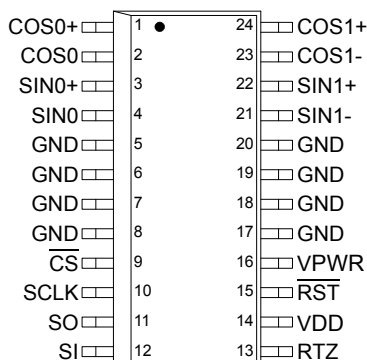 COS0+ 1 24 COS1+
COS0 2 23 COS1-
SIN0+ 3 22 SIN1+
SIN0 4 21 SIN1-
GND 5 20 GND
GND 6 19 GND
GND 7 18 GND
GND 8 17 GND
C̅S̅ 9 16 VPWR
SCLK 10 15 R̅S̅T̅
SO 11 14 VDD
SI 12 13 RTZ